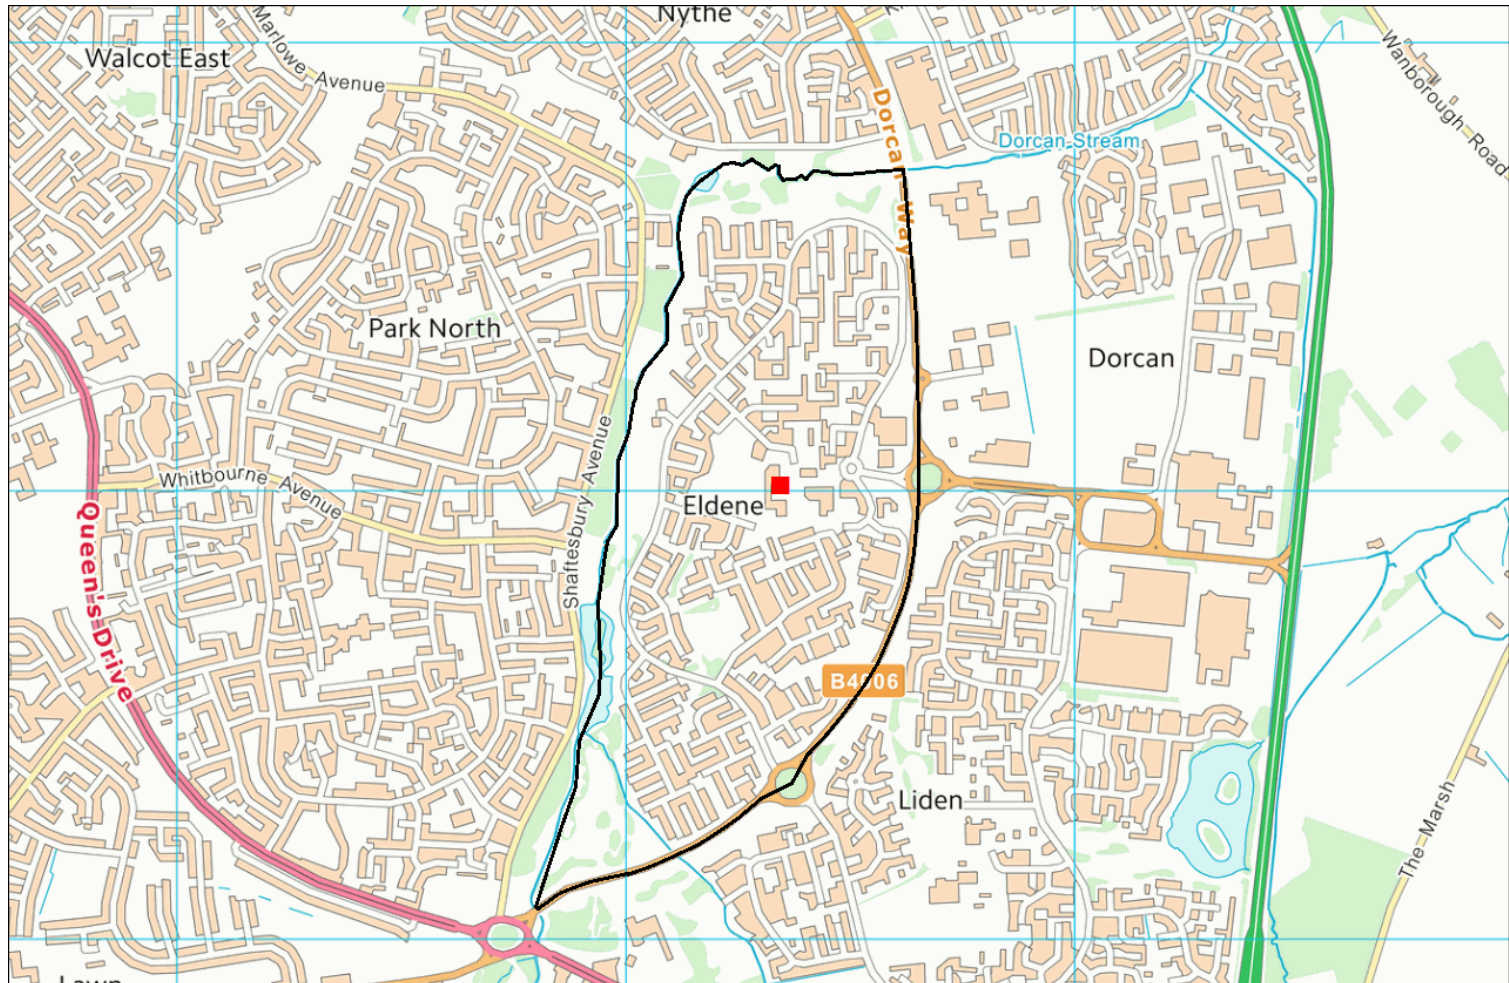 Nythe
Walcot East
Marlowe Avenue
Wanborough Road
Dorcan Way
Dorcan Stream
Park North
Dorcan
Shaftesbury Avenue
Whitbourne Avenue
Queen's Drive
Eldene
B4006
Liden
The Marsh
Lawn